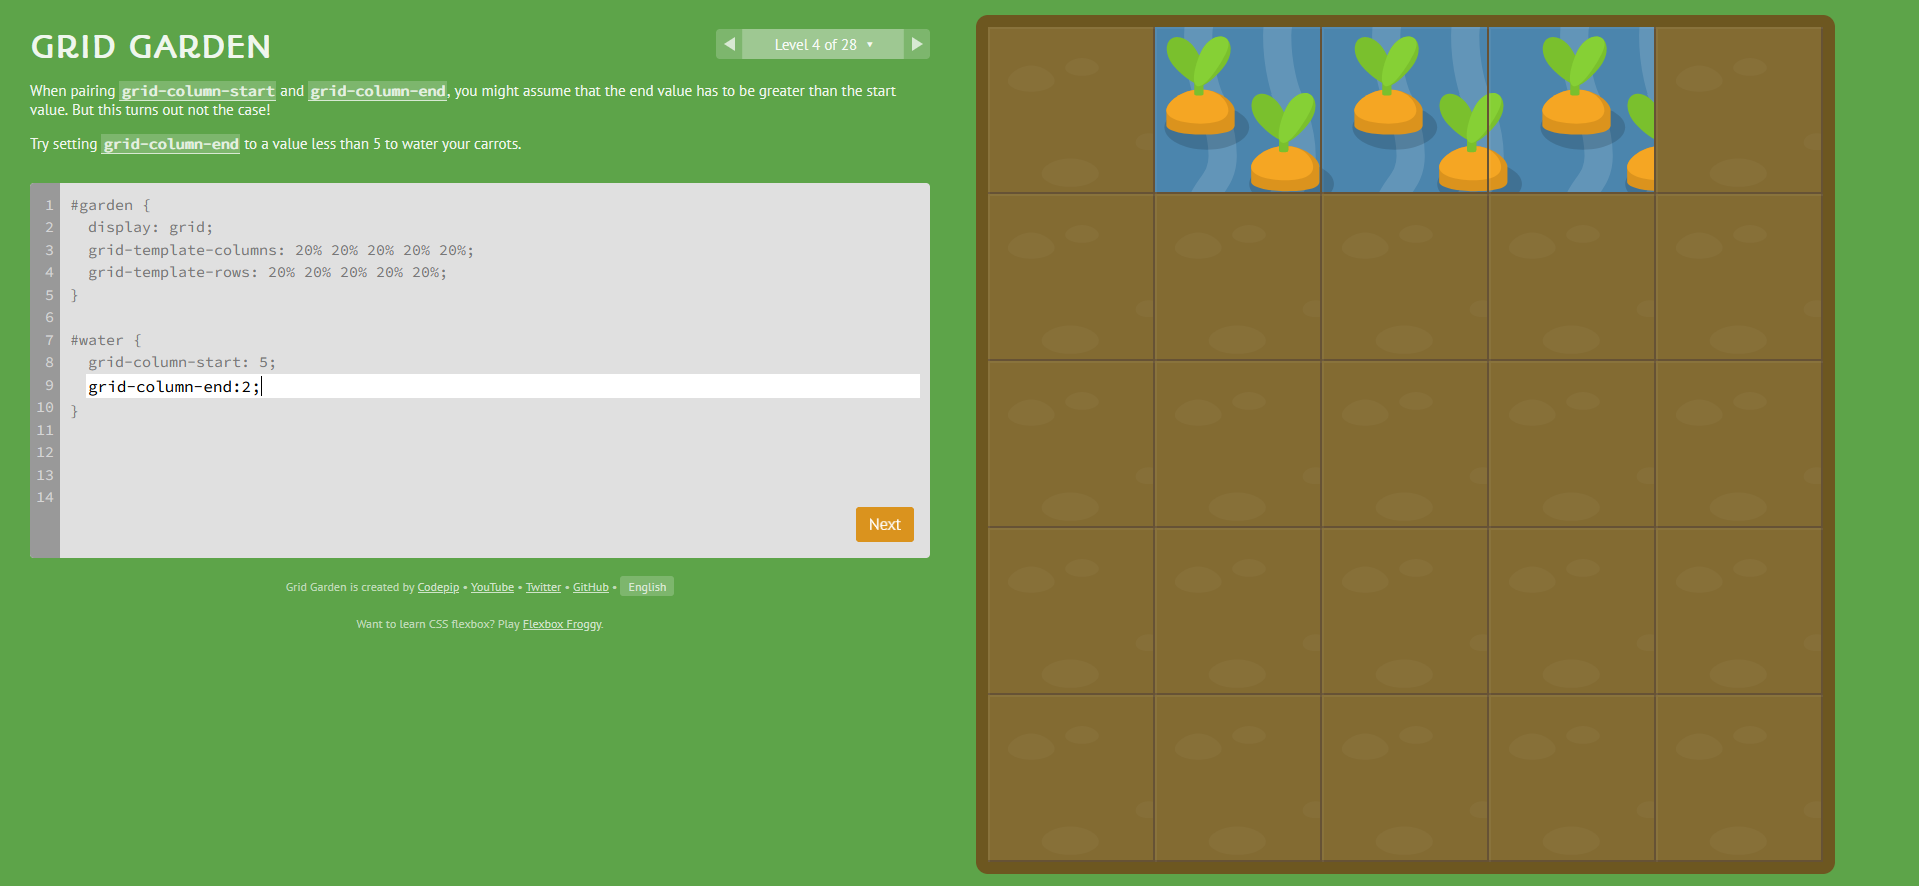 GRID GARDEN
Level 4 of 28
When pairing grid-column-start and grid-column-end, you might assume that the end value has to be greater than the start
value. But this turns out not the case!
Try setting grid-column-end to a value less than 5 to water your carrots.
1 #garden {
2 display: grid;
3 grid-template-columns: 20% 20% 20% 20% 20%;
4 grid-template-rows: 20% 20% 20% 20% 20%;
5 }
6
7 #water {
8 grid-column-start: 5;
9 grid-column-end:2;
10 }
11
12
13
14
Next
Grid Garden is created by Codepip • YouTube • Twitter • GitHub • English
Want to learn CSS flexbox? Play Flexbox Froggy.